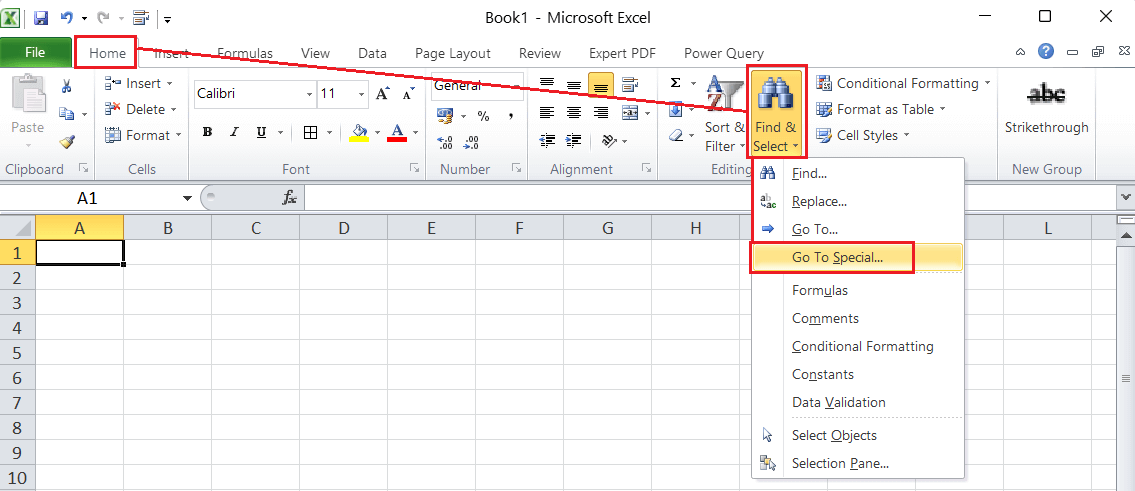 Book1 - Microsoft Excel
File Home Insert Formulas View Data Page Layout Review Expert PDF Power Query
Paste
Clipboard
Insert
Delete
Format
Cells
Calibri 11
B I U A
Font
General
%
Number
Alignment
Σ
Sort & Filter
Find & Select
Editing
Conditional Formatting
Format as Table
Cell Styles
abc
Strikethrough
New Group
A1 fx
A B C D E F G H L
1
2
3
4
5
6
7
8
9
10
Find...
Replace...
Go To...
Go To Special...
Formulas
Comments
Conditional Formatting
Constants
Data Validation
Select Objects
Selection Pane...